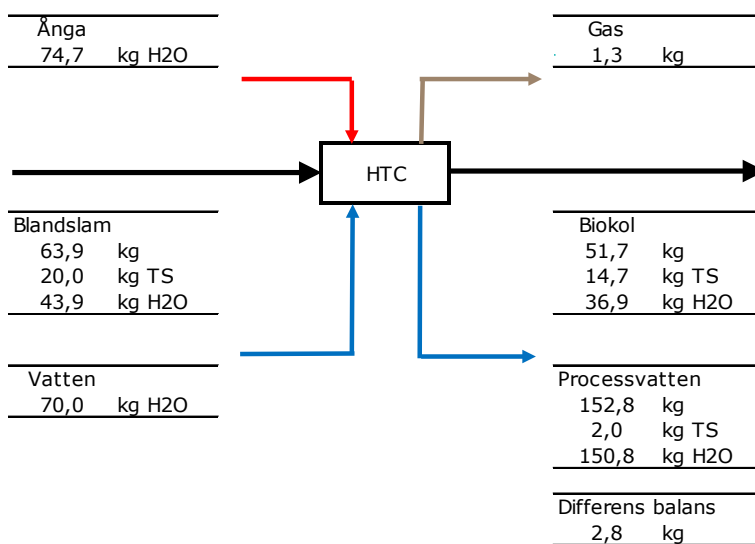 Ånga
74,7 kg H2O
Gas
1,3 kg
HTC
Blandslam
63,9 kg
20,0 kg TS
43,9 kg H2O
Biokol
51,7 kg
14,7 kg TS
36,9 kg H2O
Vatten
70,0 kg H2O
Processvatten
152,8 kg
2,0 kg TS
150,8 kg H2O
Differens balans
2,8 kg